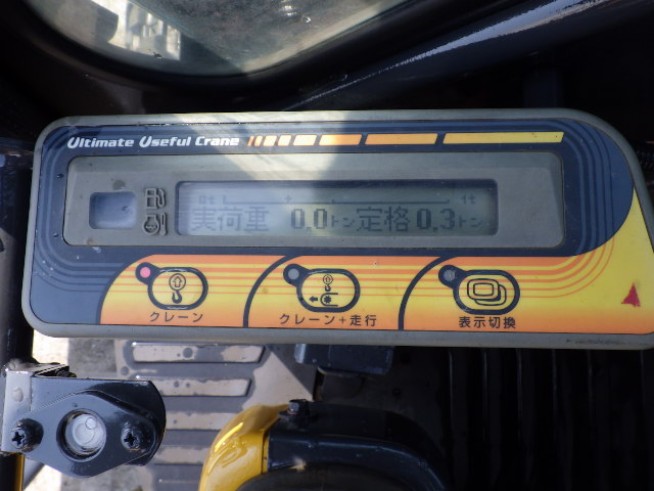 Ultimate Useful Crane
実荷重 0.0トン 定格 0.3トン
クレーン
クレーン+走行
表示切換